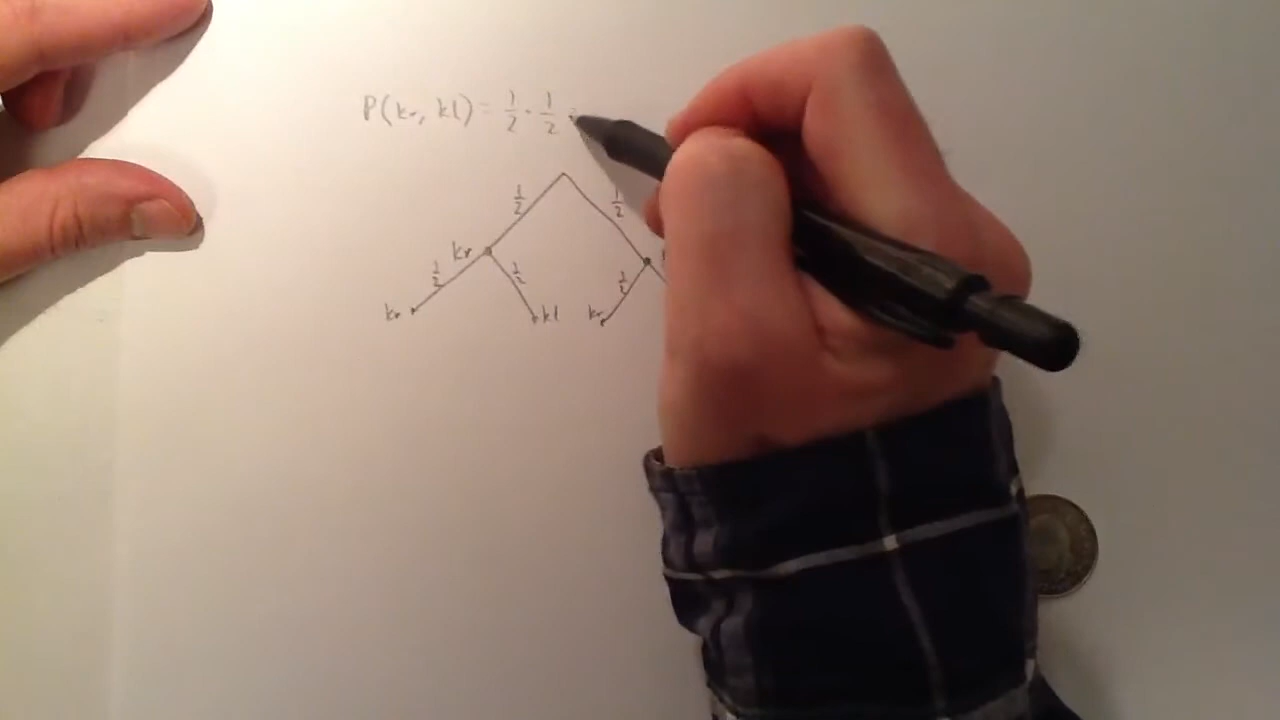 P(kr, kl) = 1/2 · 1/2 =
1/2 1/2
kr
1/2 1/2 1/2
kr kl kr